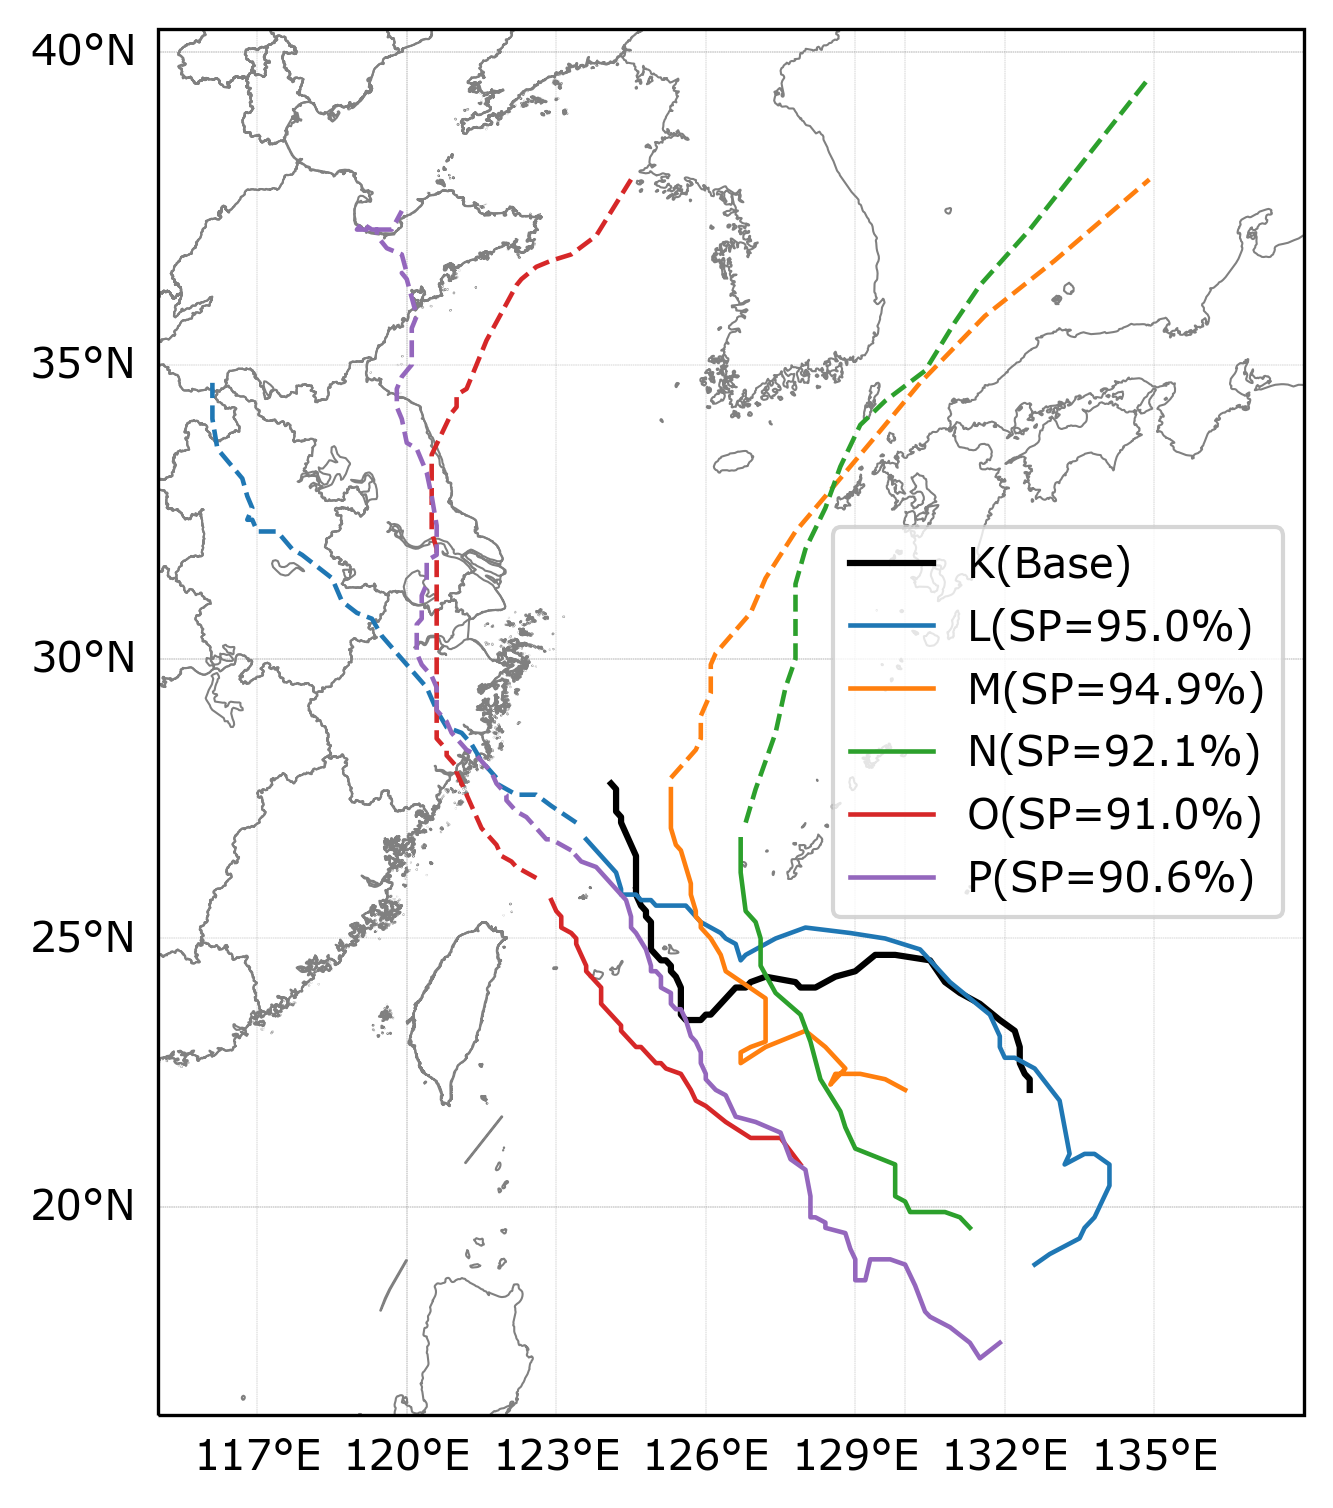 40°N
35°N
30°N
25°N
20°N
K(Base)
L(SP=95.0%)
M(SP=94.9%)
N(SP=92.1%)
O(SP=91.0%)
P(SP=90.6%)
117°E 120°E 123°E 126°E 129°E 132°E 135°E